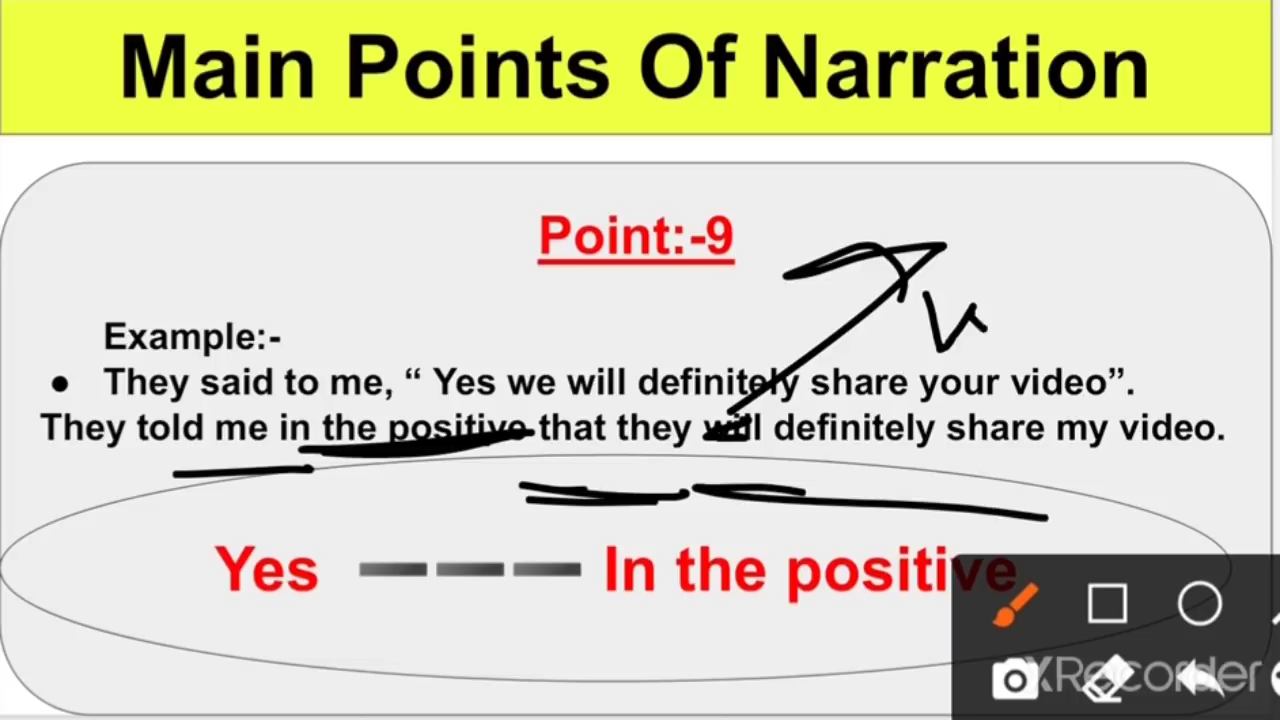 Main Points Of Narration
Point:-9
Example:-
● They said to me, “ Yes we will definitely share your video”.
They told me in the positive that they will definitely share my video.
Yes --- In the positive
XRecorder